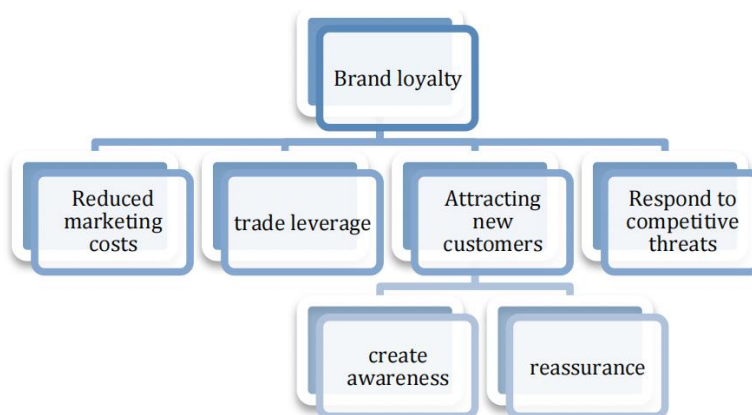 Brand loyalty
Reduced
marketing
costs
trade leverage
Attracting
new
customers
Respond to
competitive
threats
create
awareness
reassurance